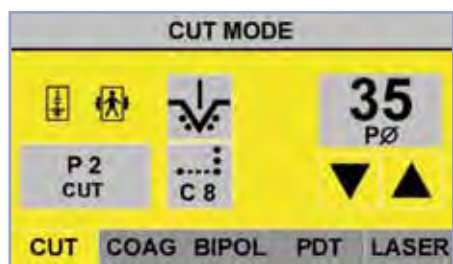 CUT MODE
35
PØ
P 2
CUT
C 8
CUT COAG BIPOL PDT LASER